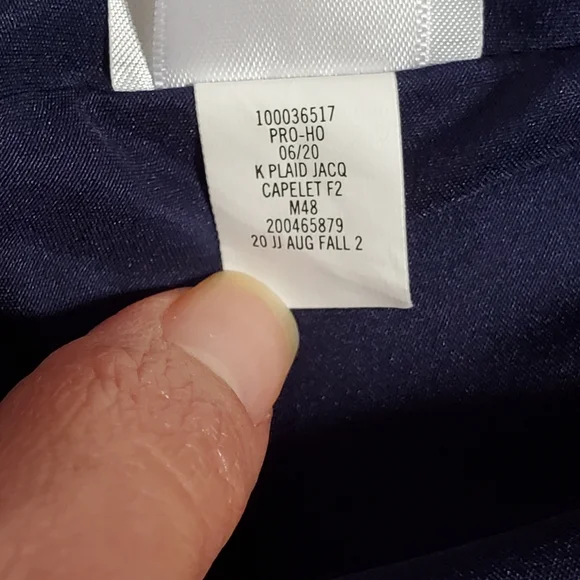 100036517
PRO-HO
06/20
K PLAID JACQ
CAPELET F2
M48
200465879
20 JJ AUG FALL 2